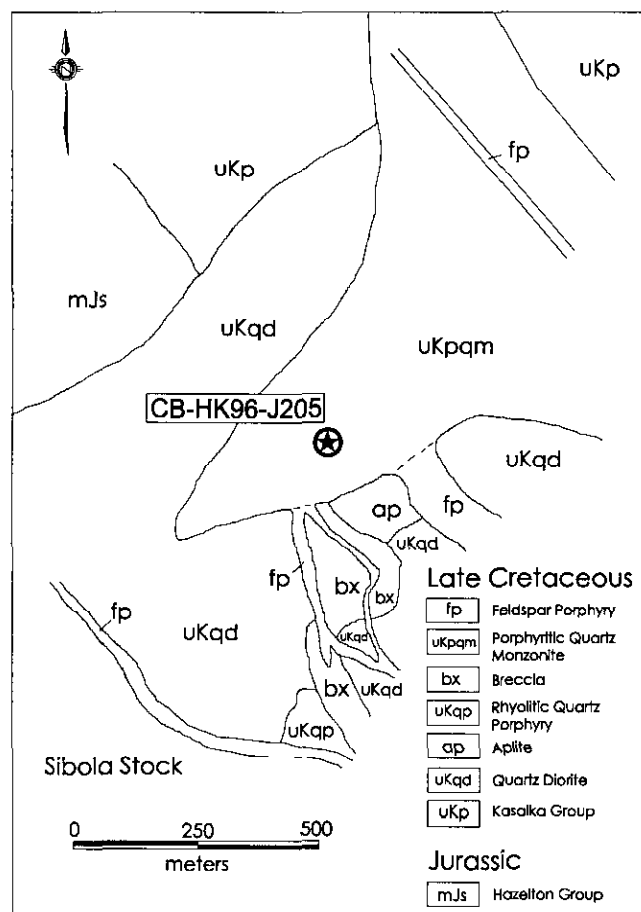 N
uKp
fp
uKp
mJs
uKqd
uKpqm
CB-HK96-J205
uKqd
ap
fp
uKqd
fp
bx
bx
fp
uKqd
uKqd
bx
uKqd
uKqp
Sibola Stock
0 250 500
meters
Late Cretaceous
fp Feldspar Porphyry
uKpqm Porphyritic Quartz
Monzonite
bx Breccia
uKqp Rhyolitic Quartz
Porphyry
ap Aplite
uKqd Quartz Diorite
uKp Kasalka Group
Jurassic
mJs Hazelton Group